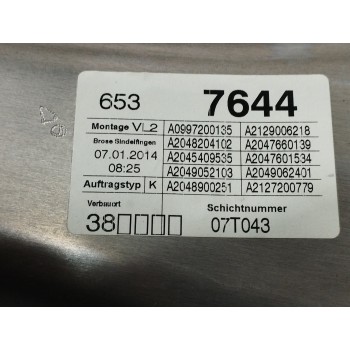 653 7644
Montage VL2 A0997200135 A2129006218
Brose Sindelfingen A2048204102 A2047660139
07.01.2014 A2045409535 A2047601534
08:25 A2049052103 A2049062401
Auftragstyp K A2048900251 A2127200779
Verbauort Schichtnummer
38□□□□ 07T043